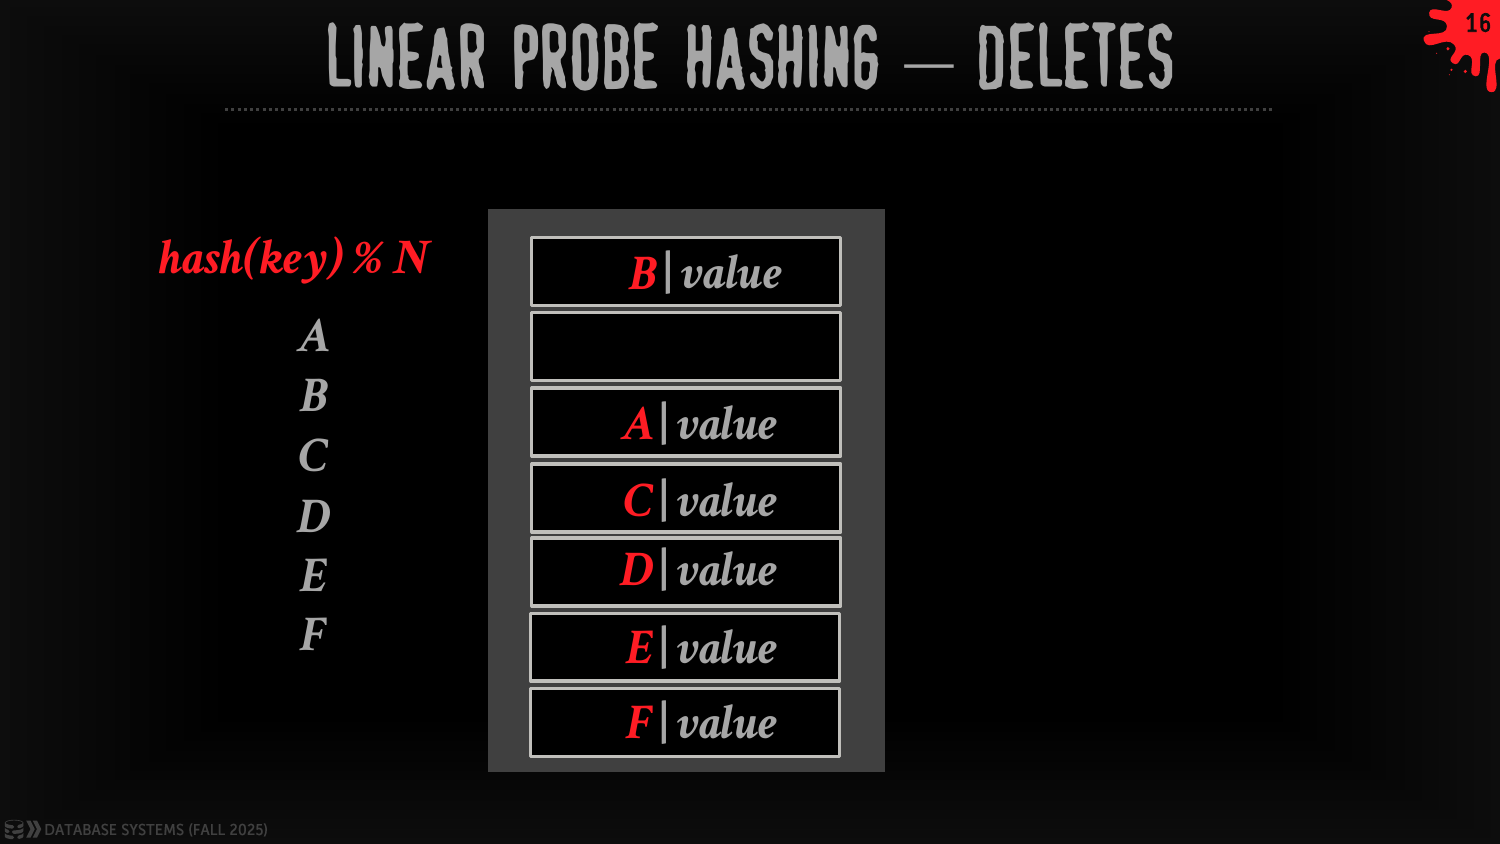 16
LINEAR PROBE HASHING — DELETES
hash(key) % N
A
B
C
D
E
F
B|value
A|value
C|value
D|value
E|value
F|value
DATABASE SYSTEMS (FALL 2025)